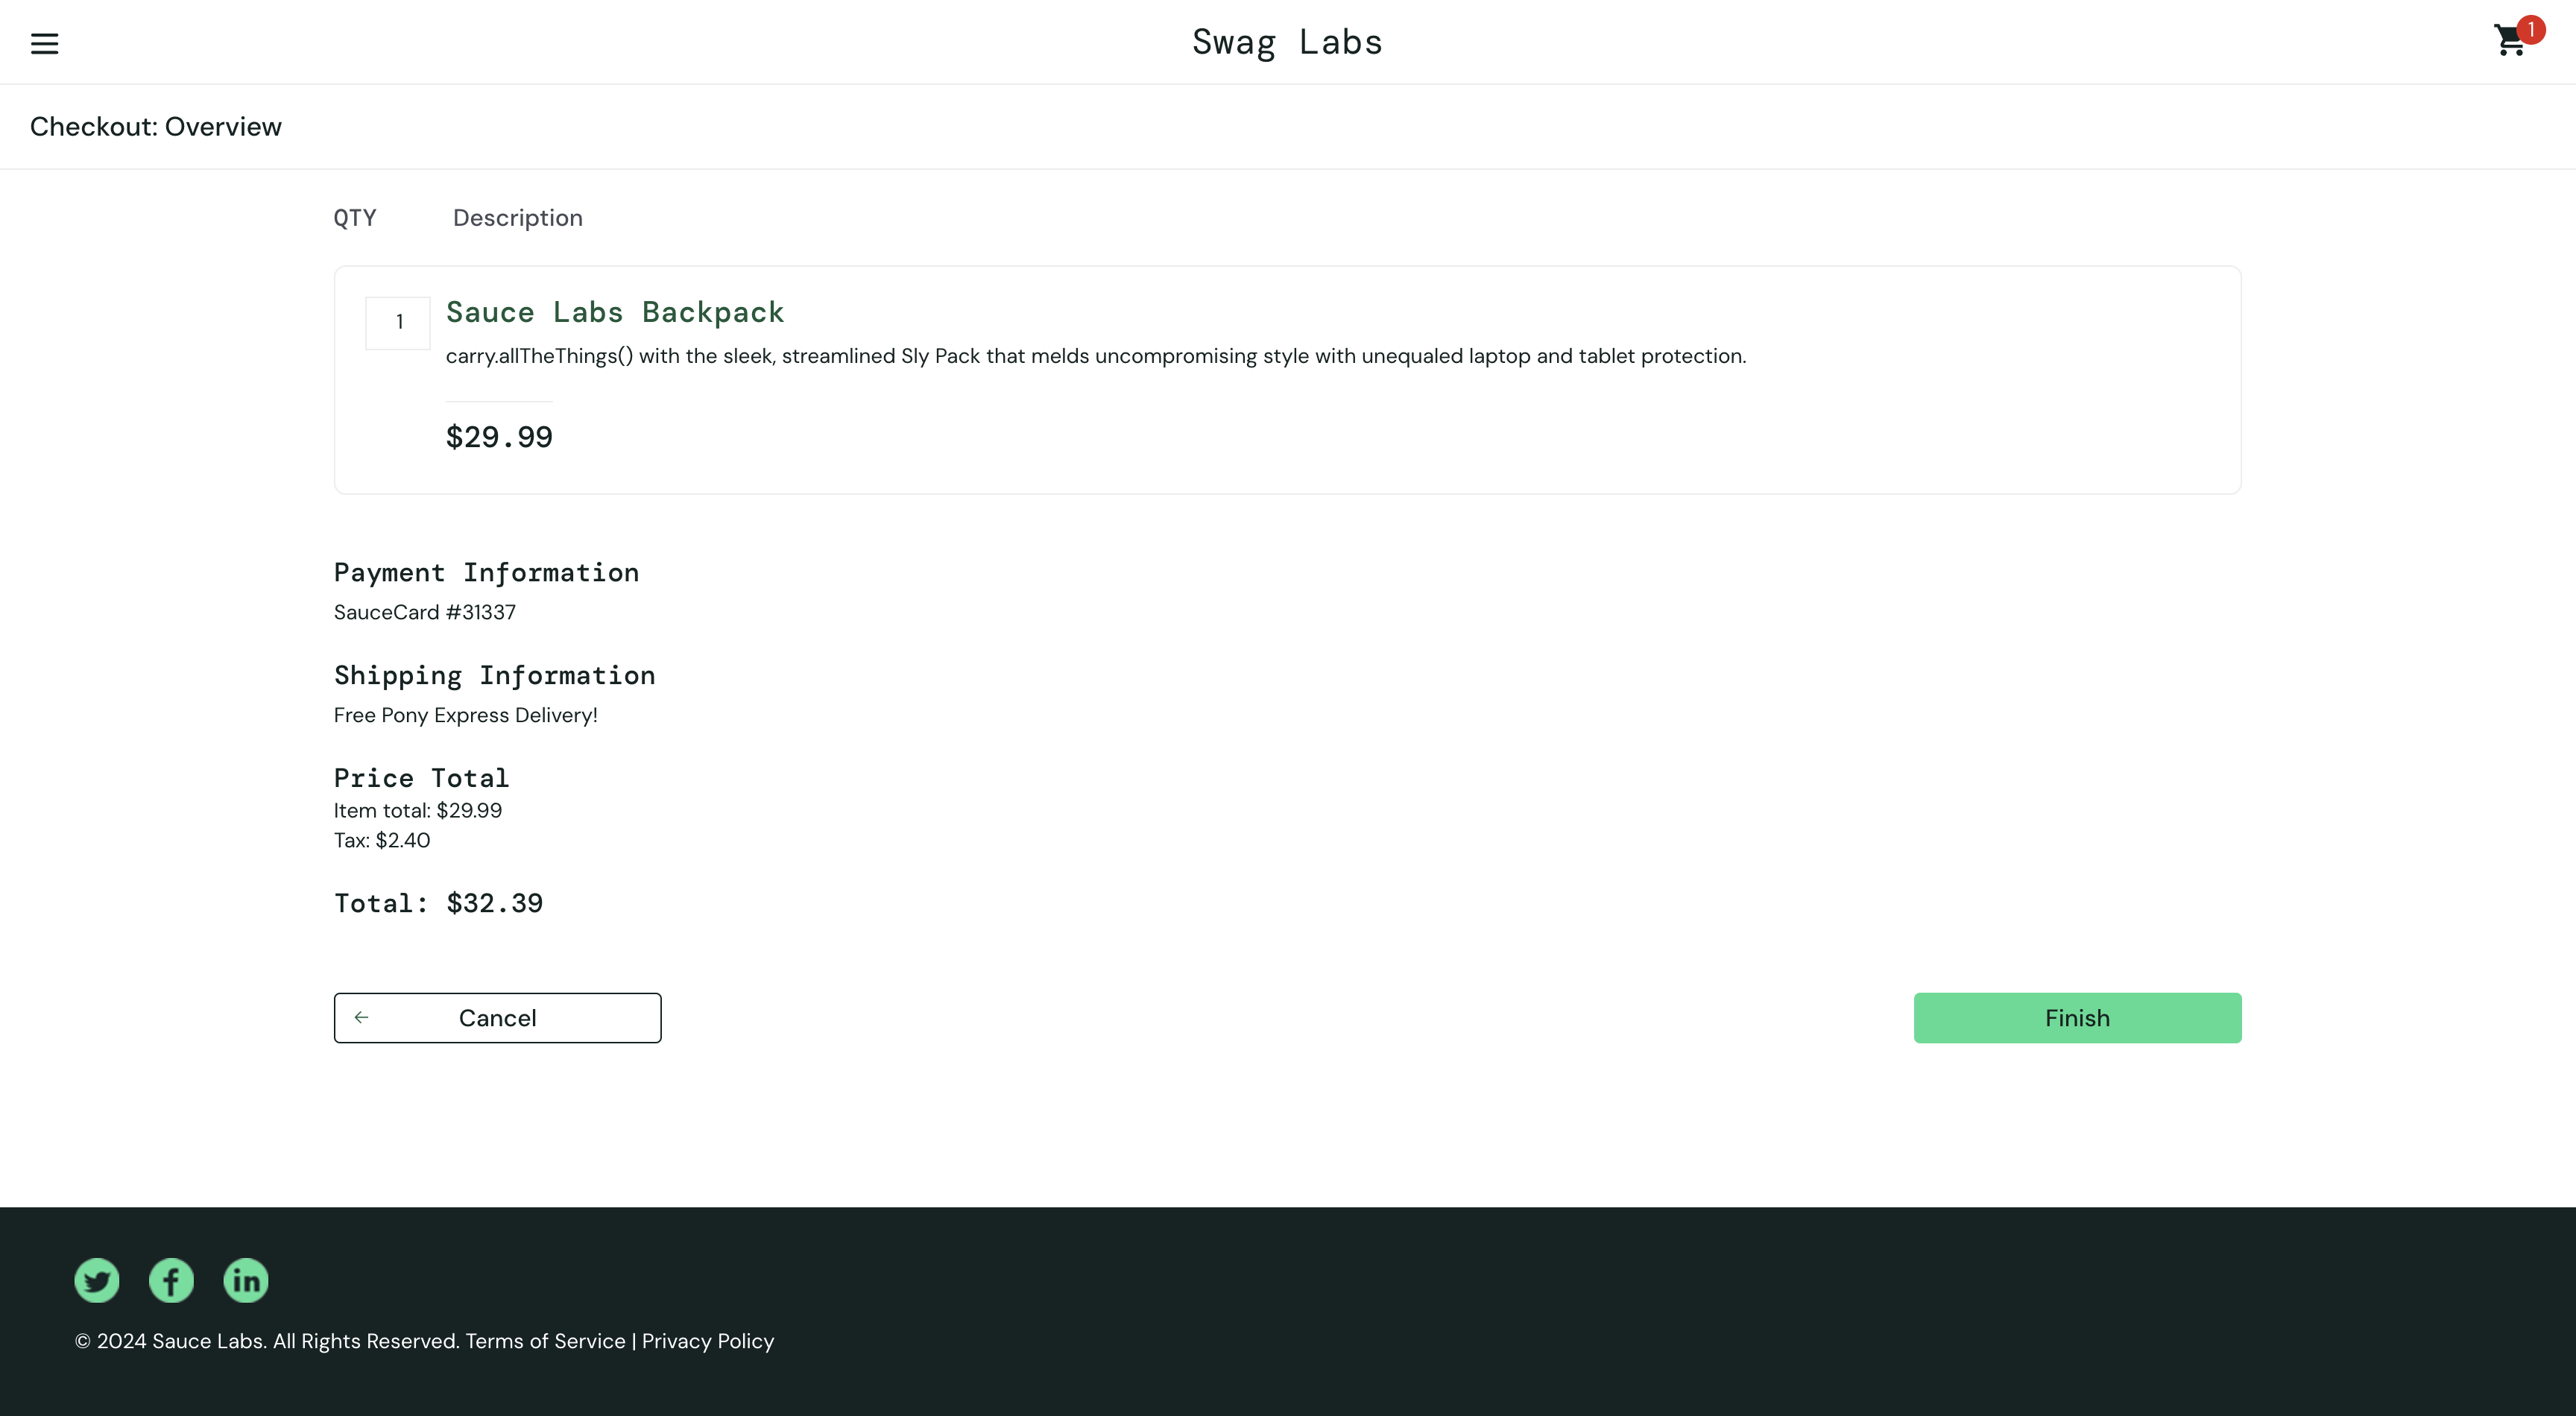 Swag Labs
1
Checkout: Overview
QTY Description
1
Sauce Labs Backpack
carry.allTheThings() with the sleek, streamlined Sly Pack that melds uncompromising style with unequaled laptop and tablet protection.
$29.99
Payment Information
SauceCard #31337
Shipping Information
Free Pony Express Delivery!
Price Total
Item total: $29.99
Tax: $2.40
Total: $32.39
Cancel
Finish
© 2024 Sauce Labs. All Rights Reserved. Terms of Service | Privacy Policy